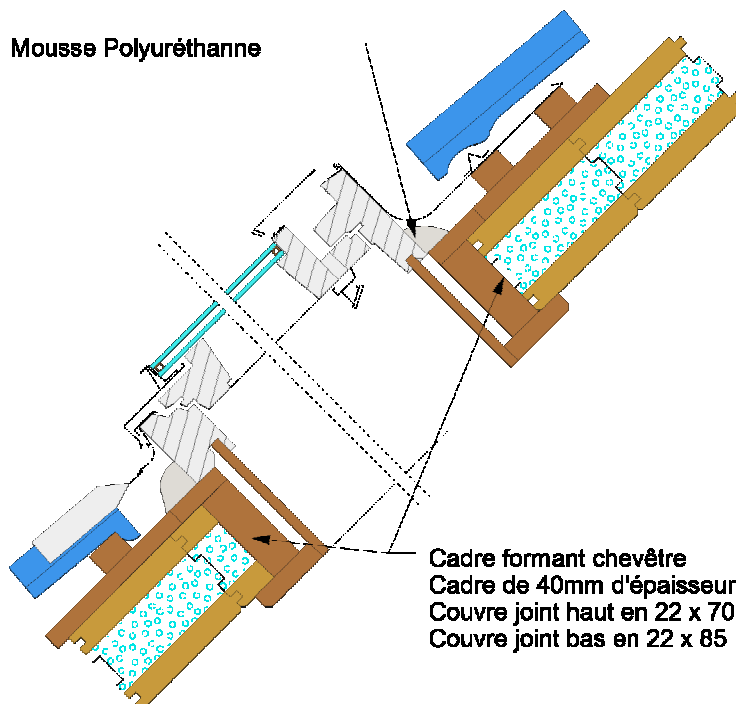 Mousse Polyuréthanne
Cadre formant chevêtre
Cadre de 40mm d'épaisseur
Couvre joint haut en 22 x 70
Couvre joint bas en 22 x 85